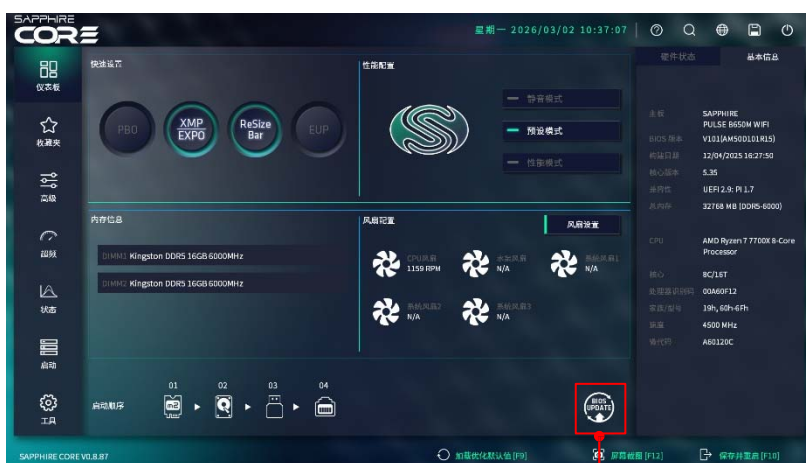 SAPPHIRE
CORE
星期一 2026/03/02 10:37:07
仪表板
收藏夹
高级
超频
状态
启动
工具
快速设置
PBO
XMP
EXPO
ReSize
Bar
EUP
性能配置
静音模式
预设模式
性能模式
内存信息
DIMM1 Kingston DDR5 16GB 6000MHz
DIMM2 Kingston DDR5 16GB 6000MHz
风扇配置
风扇设置
CPU风扇
1159 RPM
水泵风扇
N/A
系统风扇1
N/A
系统风扇2
N/A
系统风扇3
N/A
启动顺序
01
02
03
04
m.2
BIOS
UPDATE
硬件状态
基本信息
主板
SAPPHIRE
PULSE B650M WIFI
BIOS 版本
V101(AM50D101R15)
构建日期
12/04/2025 16:27:50
核心版本
5.35
兼容性
UEFI 2.9; PI 1.7
总内存
32768 MB (DDR5-6000)
CPU
AMD Ryzen 7 7700X 8-Core
Processor
核心
8C/16T
处理器识别码
00A60F12
家族/型号
19h, 60h-6Fh
速度
4500 MHz
微代码
A60120C
SAPPHIRE CORE V0.8.87
加载优化默认值 [F9]
屏幕截图 [F12]
保存并重启 [F10]